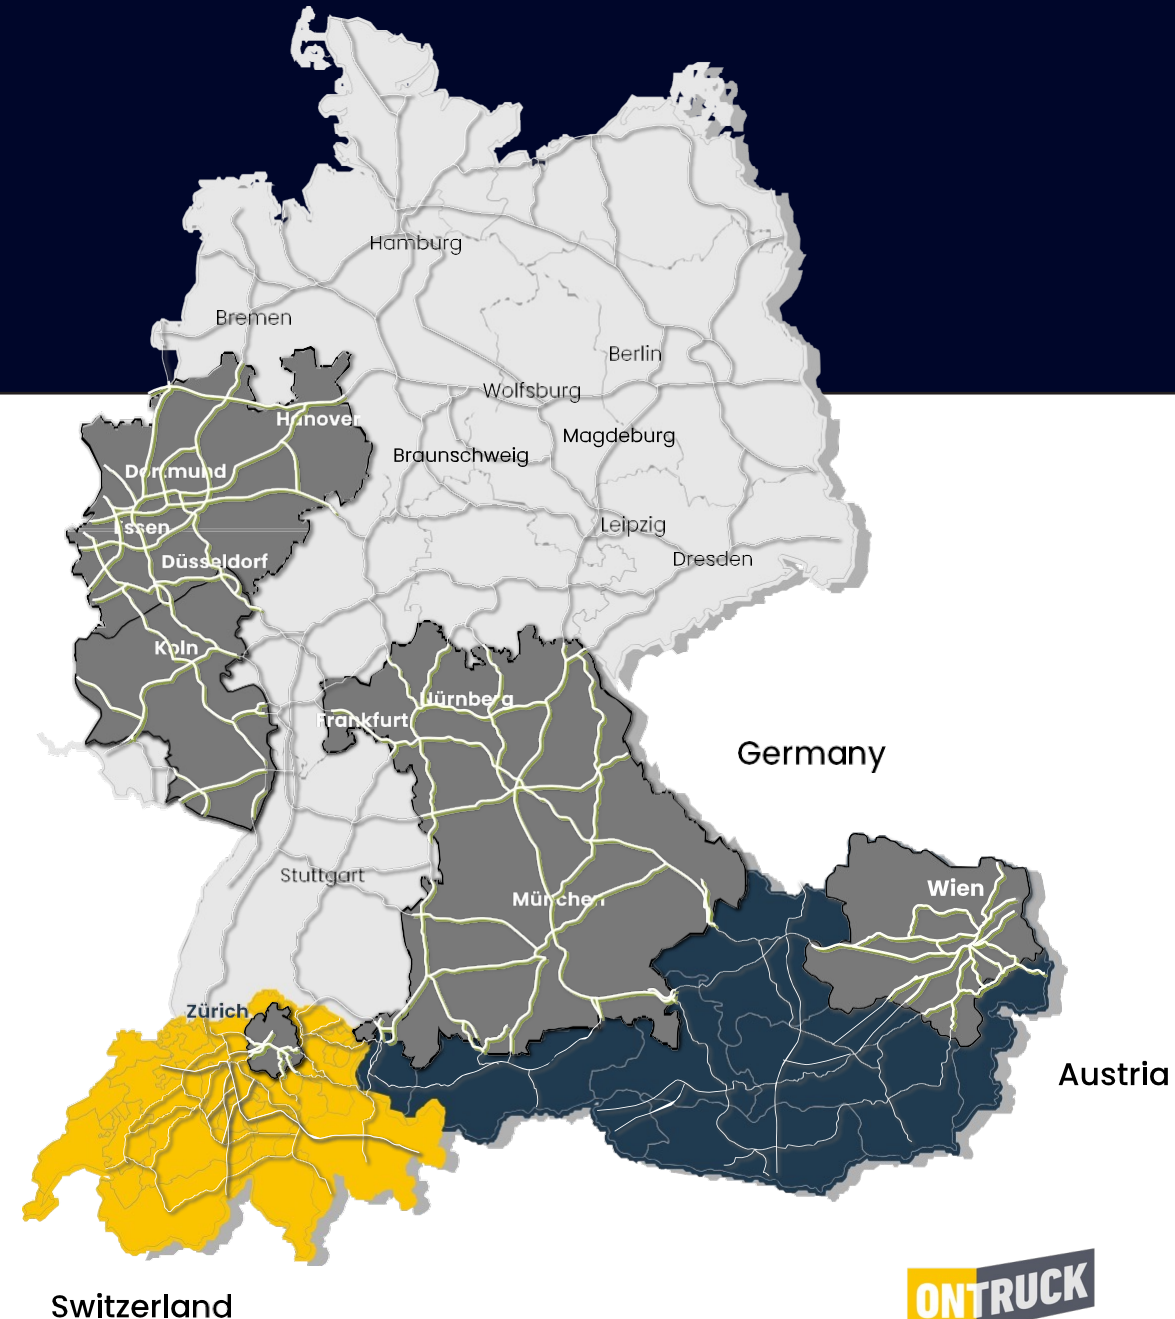 Hamburg
Bremen
Berlin
Wolfsburg
Hanover
Magdeburg
Braunschweig
Dortmund
Leipzig
Essen
Dresden
Düsseldorf
Köln
Nürnberg
Frankfurt
Germany
Stuttgart
Wien
München
Zürich
Austria
Switzerland
ONTRUCK